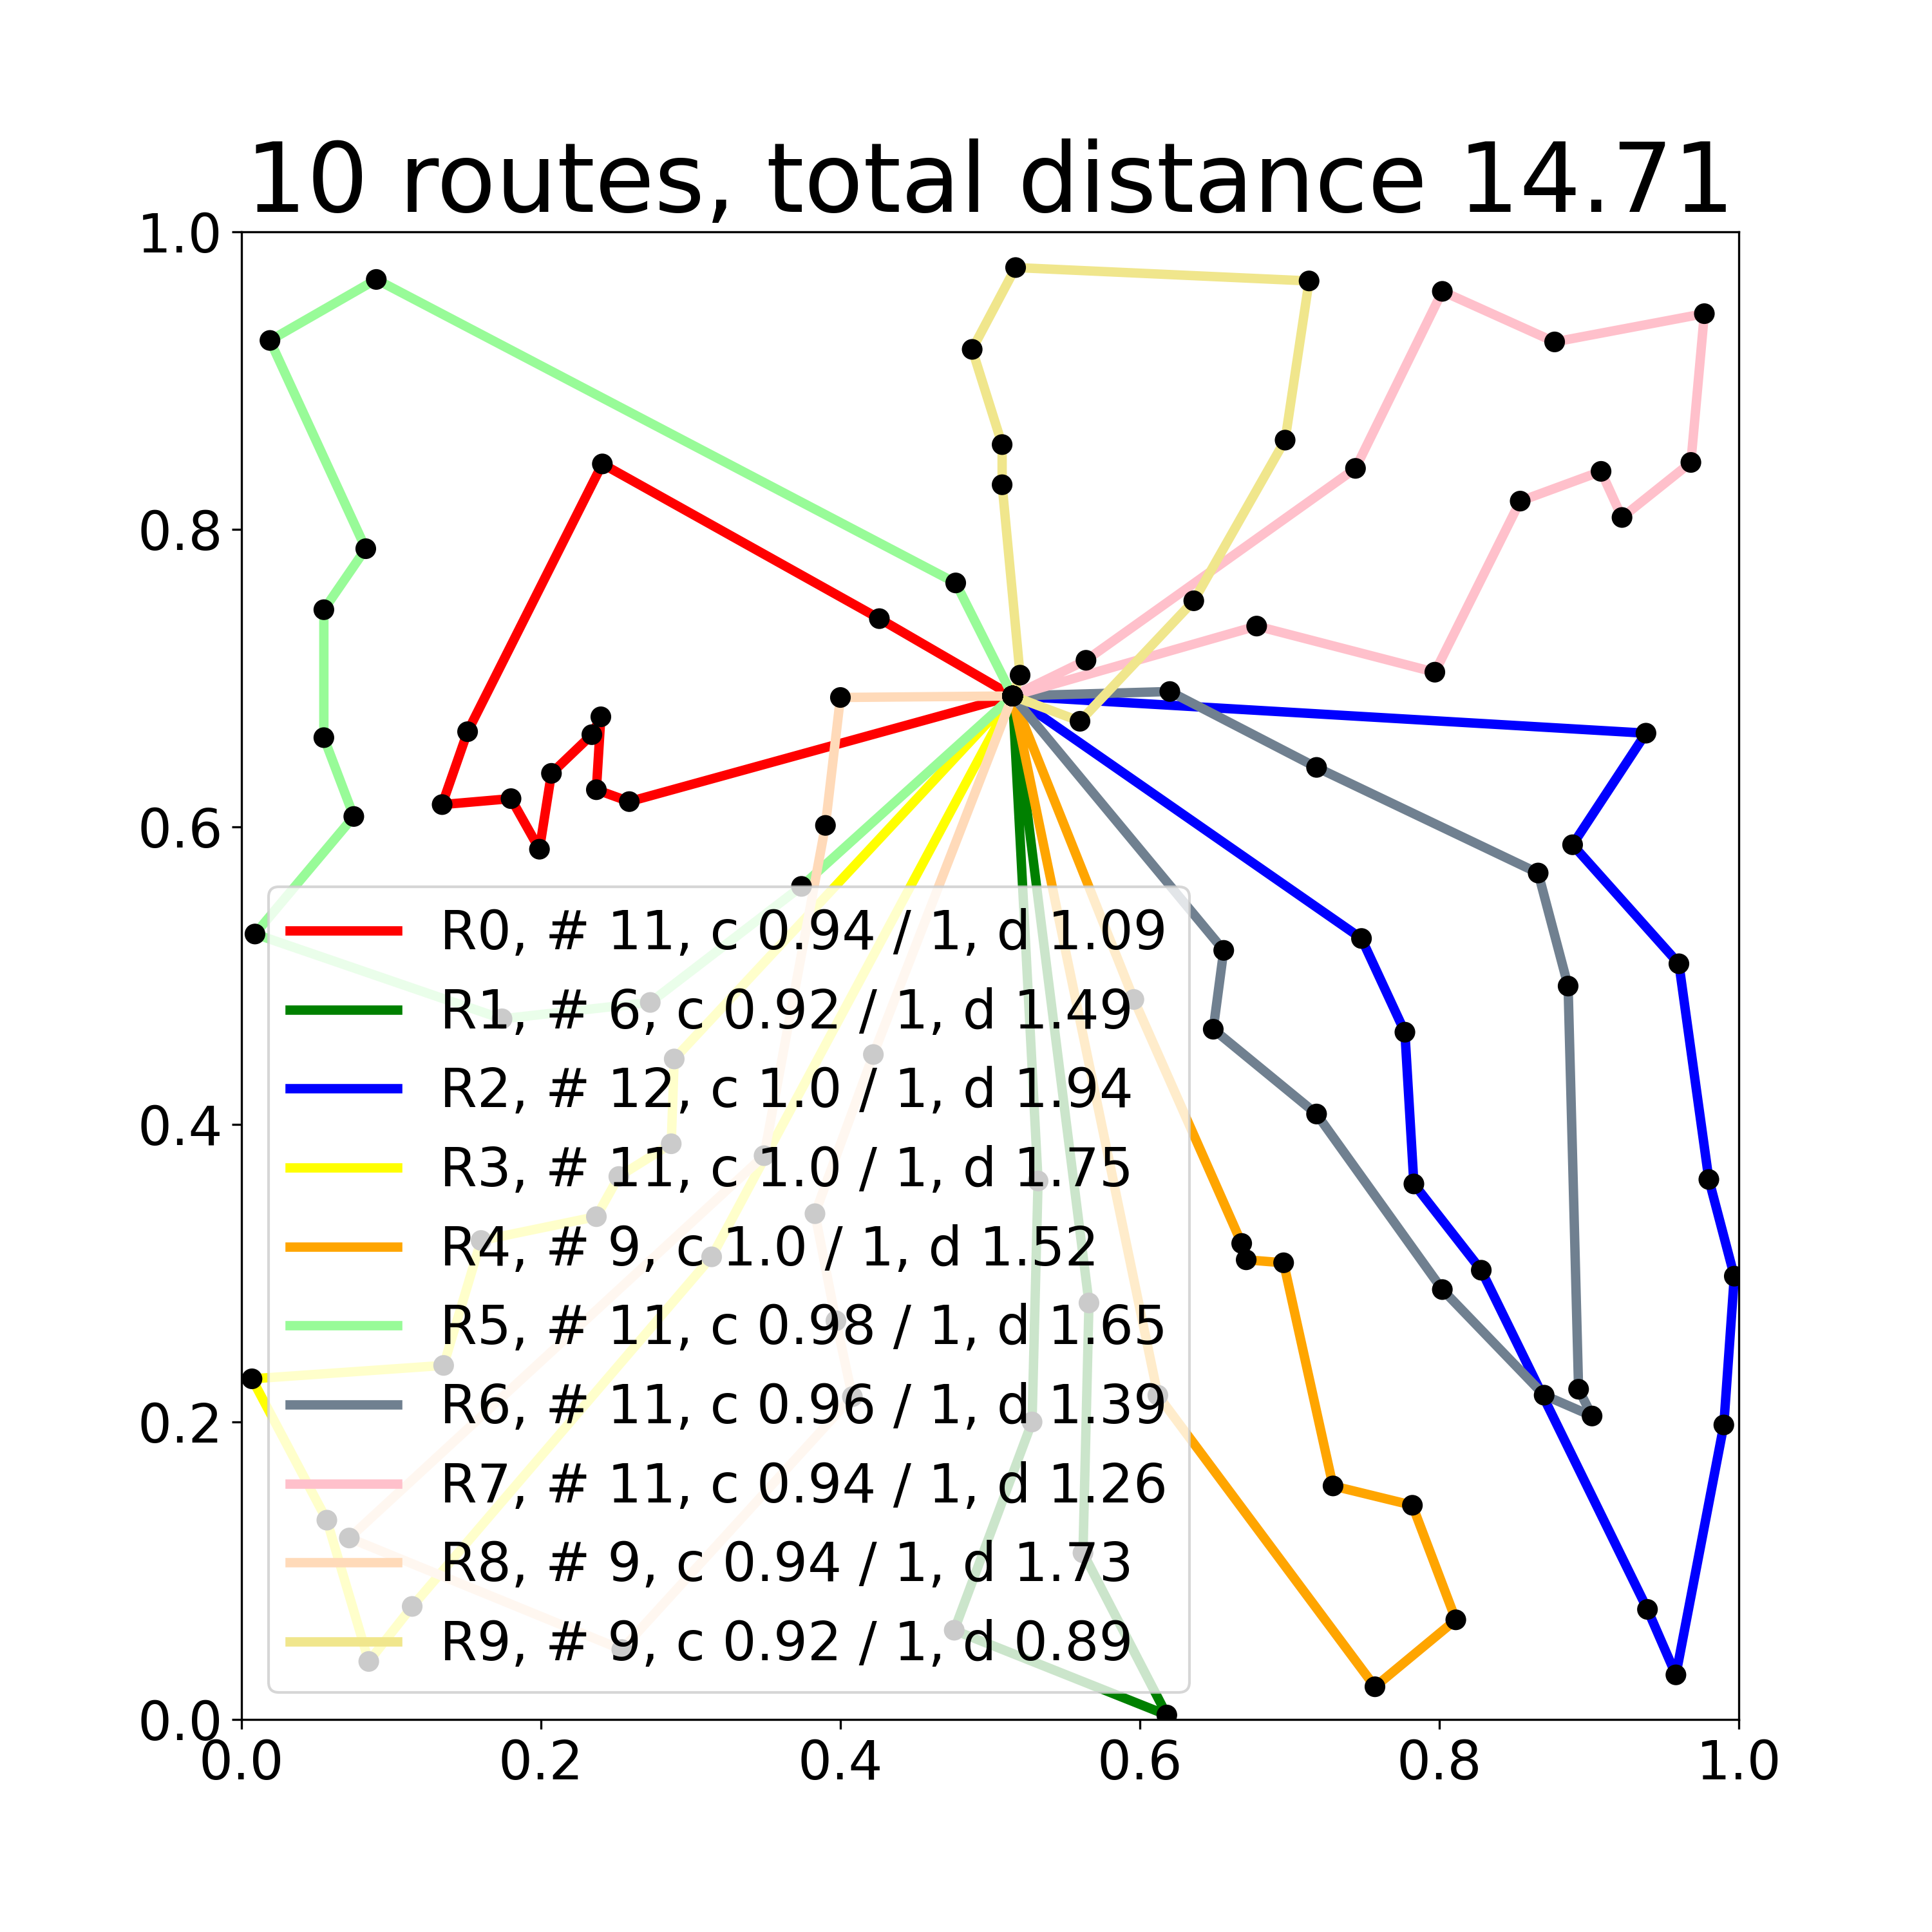 10 routes, total distance 14.71
1.0
0.8
0.6
0.4
0.2
0.0
R0, # 11, c 0.94 / 1, d 1.09
R1, # 6, c 0.92 / 1, d 1.49
R2, # 12, c 1.0 / 1, d 1.94
R3, # 11, c 1.0 / 1, d 1.75
R4, # 9, c 1.0 / 1, d 1.52
R5, # 11, c 0.98 / 1, d 1.65
R6, # 11, c 0.96 / 1, d 1.39
R7, # 11, c 0.94 / 1, d 1.26
R8, # 9, c 0.94 / 1, d 1.73
R9, # 9, c 0.92 / 1, d 0.89
0.0 0.2 0.4 0.6 0.8 1.0